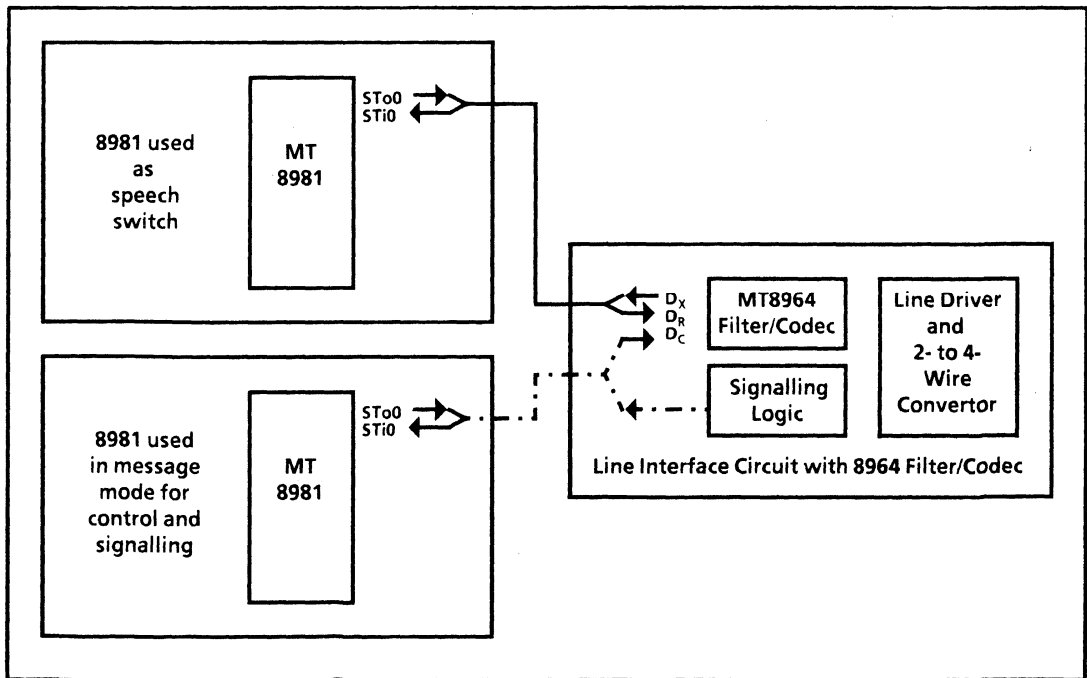 8981 used
as
speech
switch
MT
8981
STo0
STi0
8981 used
in message
mode for
control and
signalling
MT
8981
STo0
STi0
DX
DR
DC
MT8964
Filter/Codec
Signalling
Logic
Line Driver
and
2- to 4-
Wire
Convertor
Line Interface Circuit with 8964 Filter/Codec